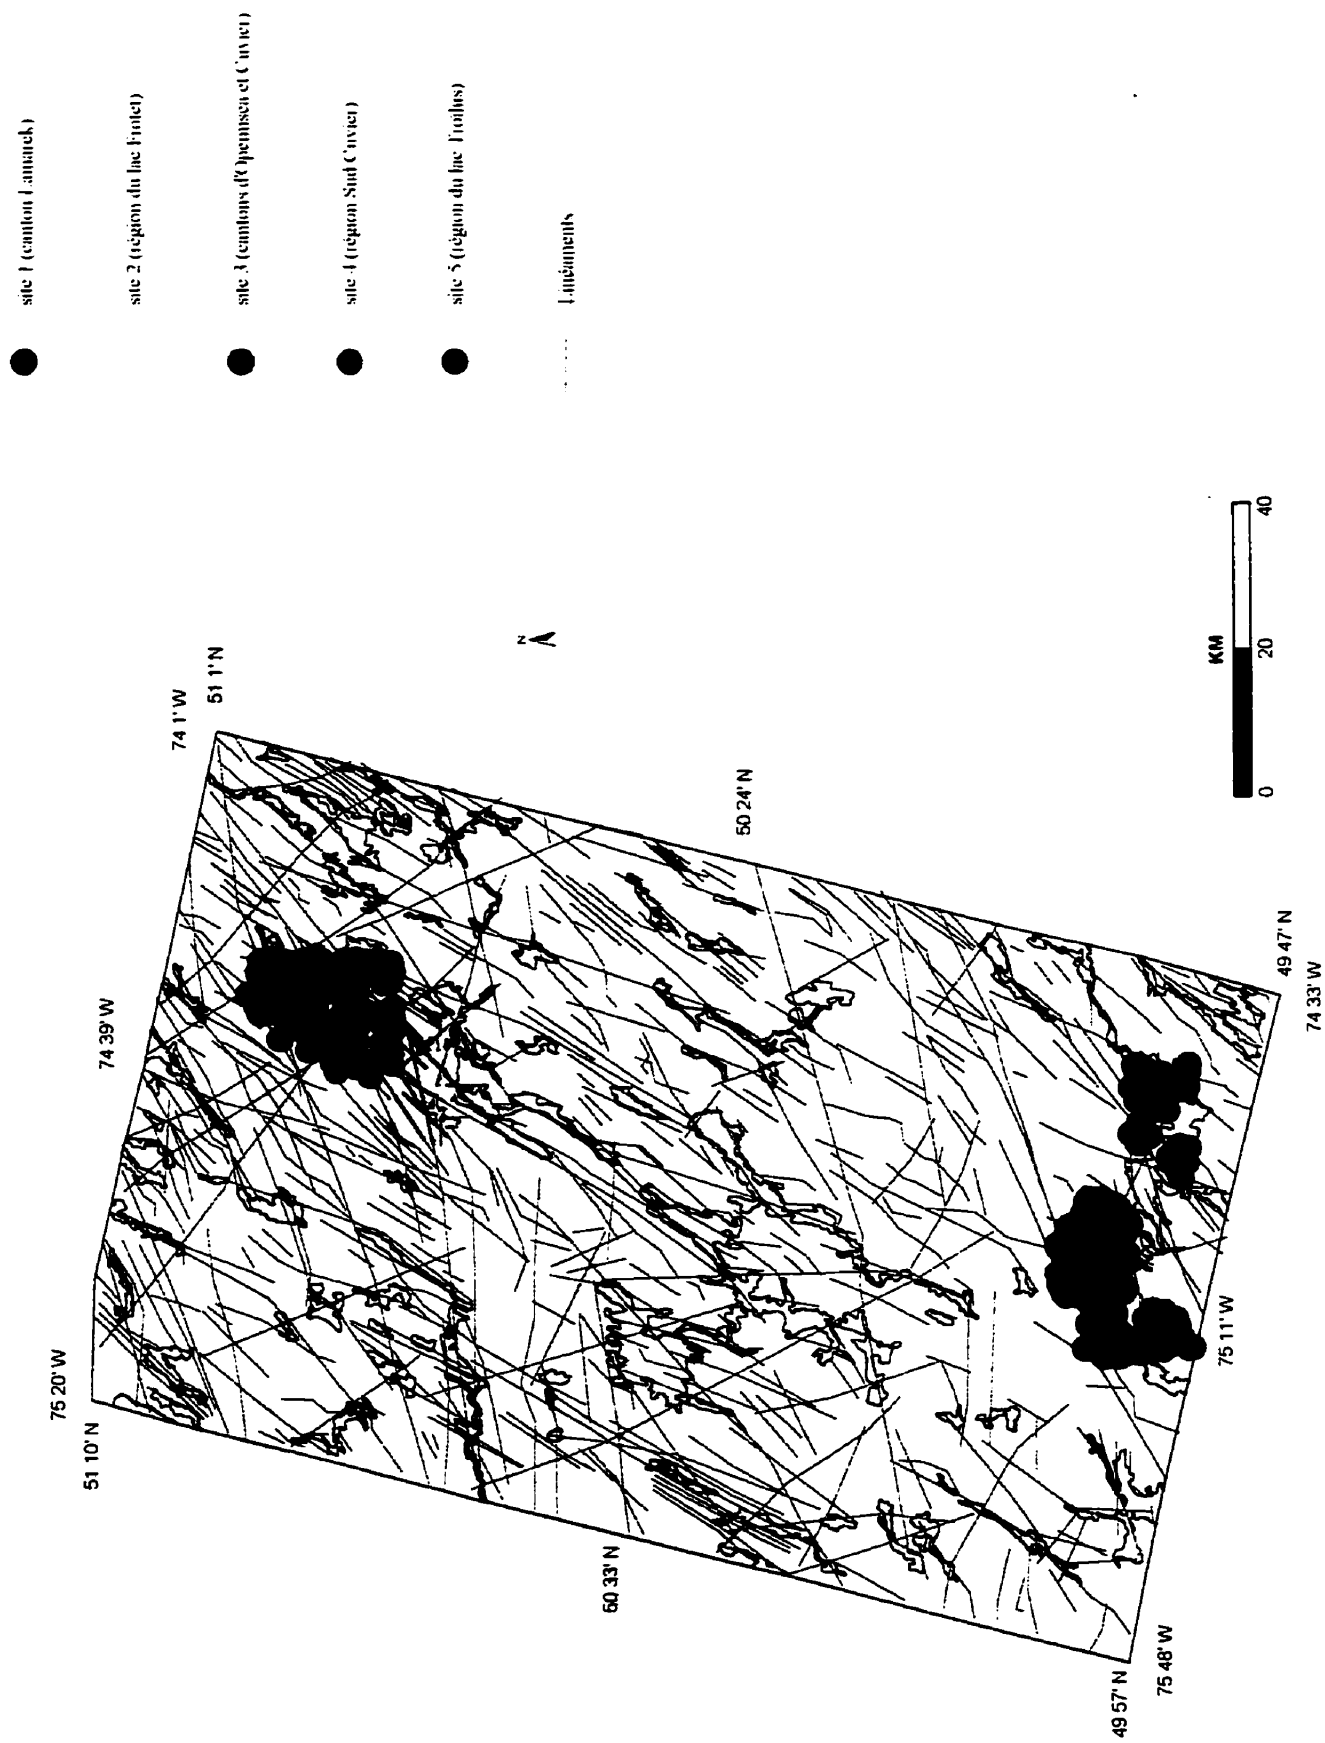 site 1 (canton Lamarck)
site 2 (région du lac Frotet)
site 3 (cantons d'Opemisca et Cuvier)
site 4 (région Sud Cuvier)
site 5 (région du lac Troilus)
Linéaments
N
74 1' W
51 1' N
74 39' W
75 20' W
51 10' N
50 24' N
50 33' N
49 47' N
74 33' W
75 11' W
49 57' N
75 48' W
KM
0 20 40